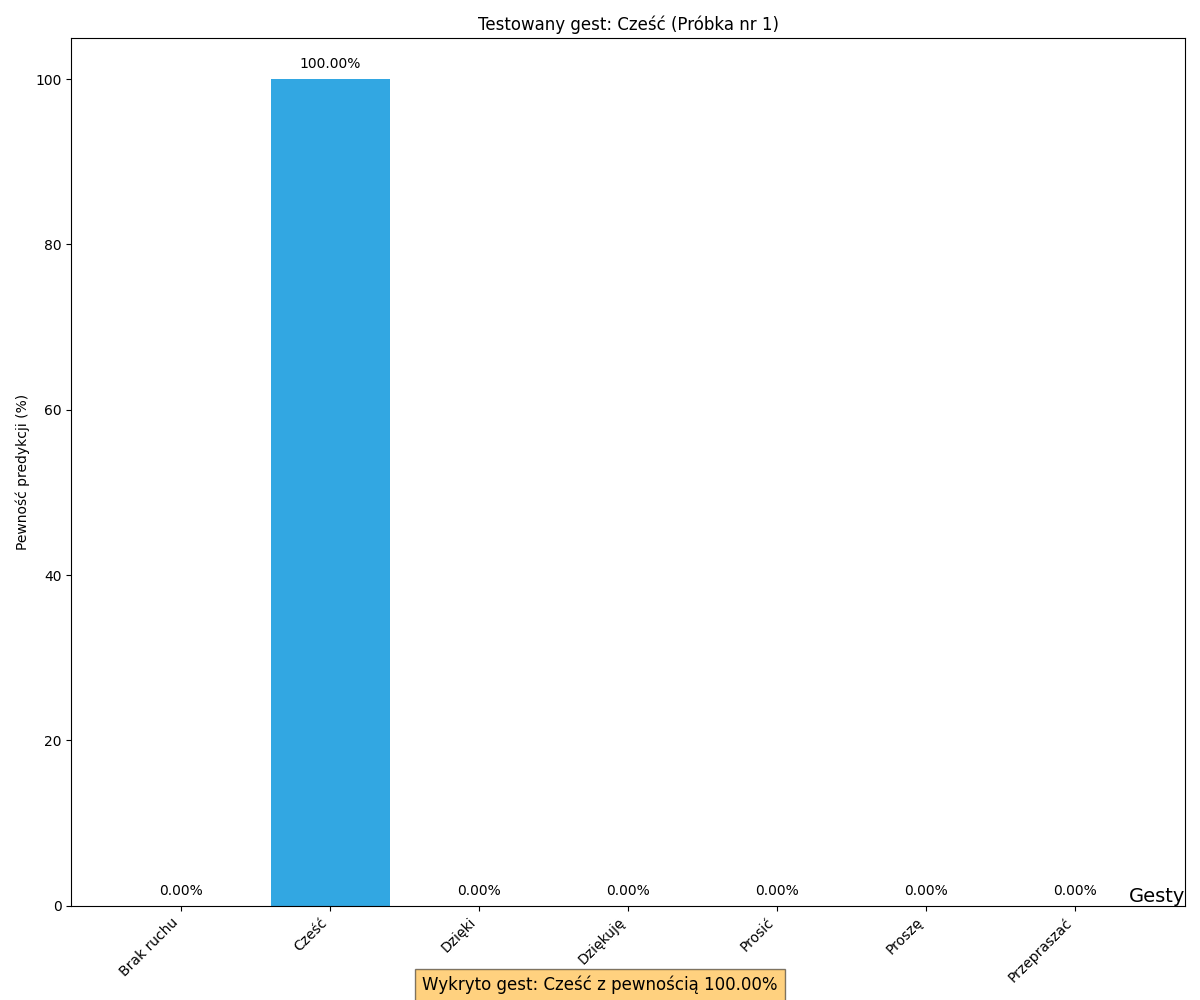 Testowany gest: Cześć (Próbka nr 1)
Pewność predykcji (%)
100
80
60
40
20
0
0.00%
100.00%
0.00%
0.00%
0.00%
0.00%
0.00%
Gesty
Brak ruchu
Cześć
Dzięki
Dziękuję
Prosić
Proszę
Przepraszać
Wykryto gest: Cześć z pewnością 100.00%